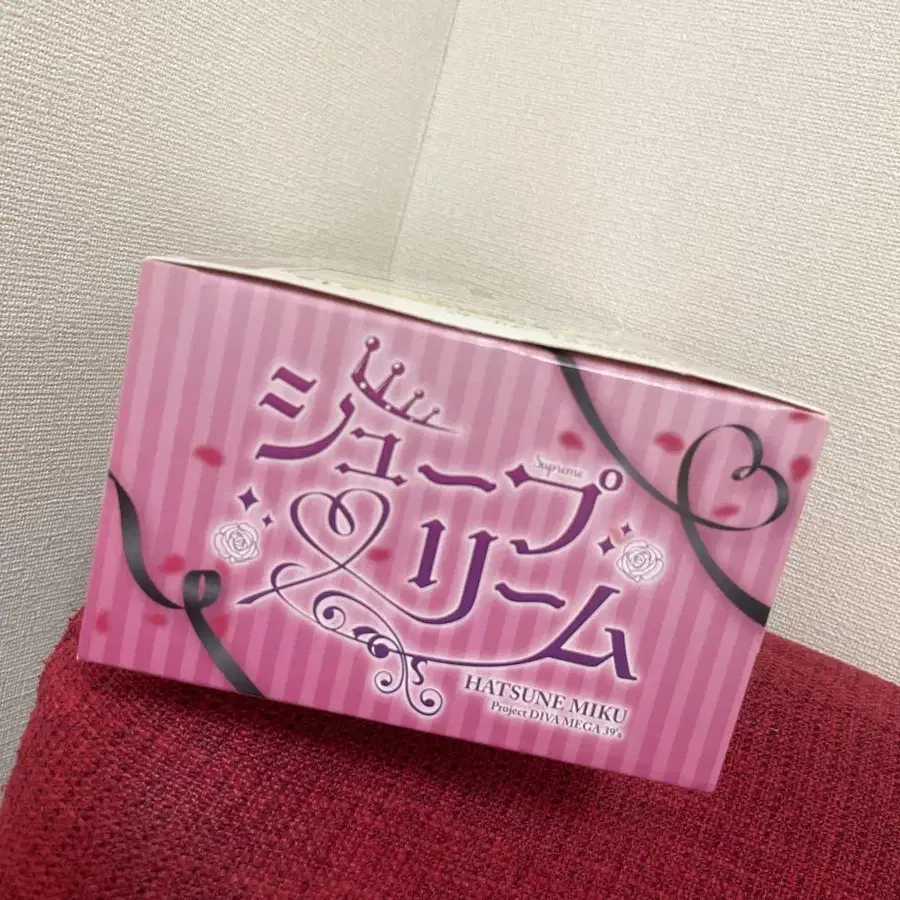 シュープ
Supreme
リーム
HATSUNE MIKU
Project DIVA MEGA 39's